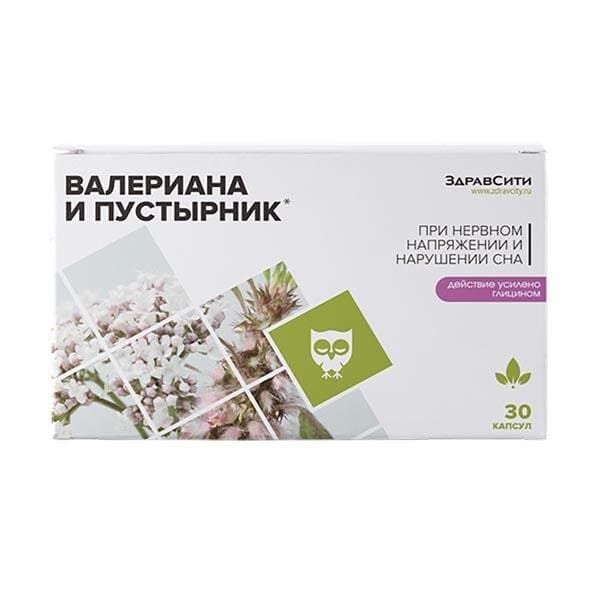 ВАЛЕРИАНА
И ПУСТЫРНИК*
ЗДРАВСИТИ
www.zdravcity.ru
ПРИ НЕРВНОМ
НАПРЯЖЕНИИ И
НАРУШЕНИИ СНА
действие усилено
глицином
30
КАПСУЛ